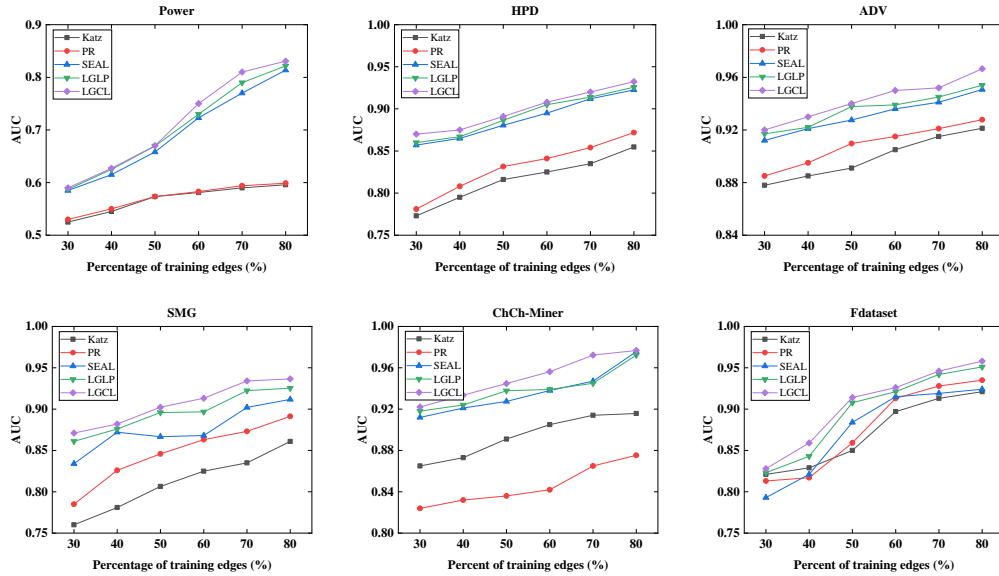 Power
AUC
0.9
0.8
0.7
0.6
0.5
Katz
PR
SEAL
LGLP
LGCL
30 40 50 60 70 80
Percentage of training edges (%)
HPD
AUC
1.00
0.95
0.90
0.85
0.80
0.75
Katz
PR
SEAL
LGLP
LGCL
30 40 50 60 70 80
Percentage of training edges (%)
ADV
AUC
1.00
0.96
0.92
0.88
0.84
Katz
PR
SEAL
LGLP
LGCL
30 40 50 60 70 80
Percentage of training edges (%)
SMG
AUC
1.00
0.95
0.90
0.85
0.80
0.75
Katz
PR
SEAL
LGLP
LGCL
30 40 50 60 70 80
Percentage of training edges (%)
ChCh-Miner
AUC
1.00
0.96
0.92
0.88
0.84
0.80
Katz
PR
SEAL
LGLP
LGCL
30 40 50 60 70 80
Percent of training edges (%)
Fdataset
AUC
1.00
0.95
0.90
0.85
0.80
0.75
Katz
PR
SEAL
LGLP
LGCL
30 40 50 60 70 80
Percent of training edges (%)